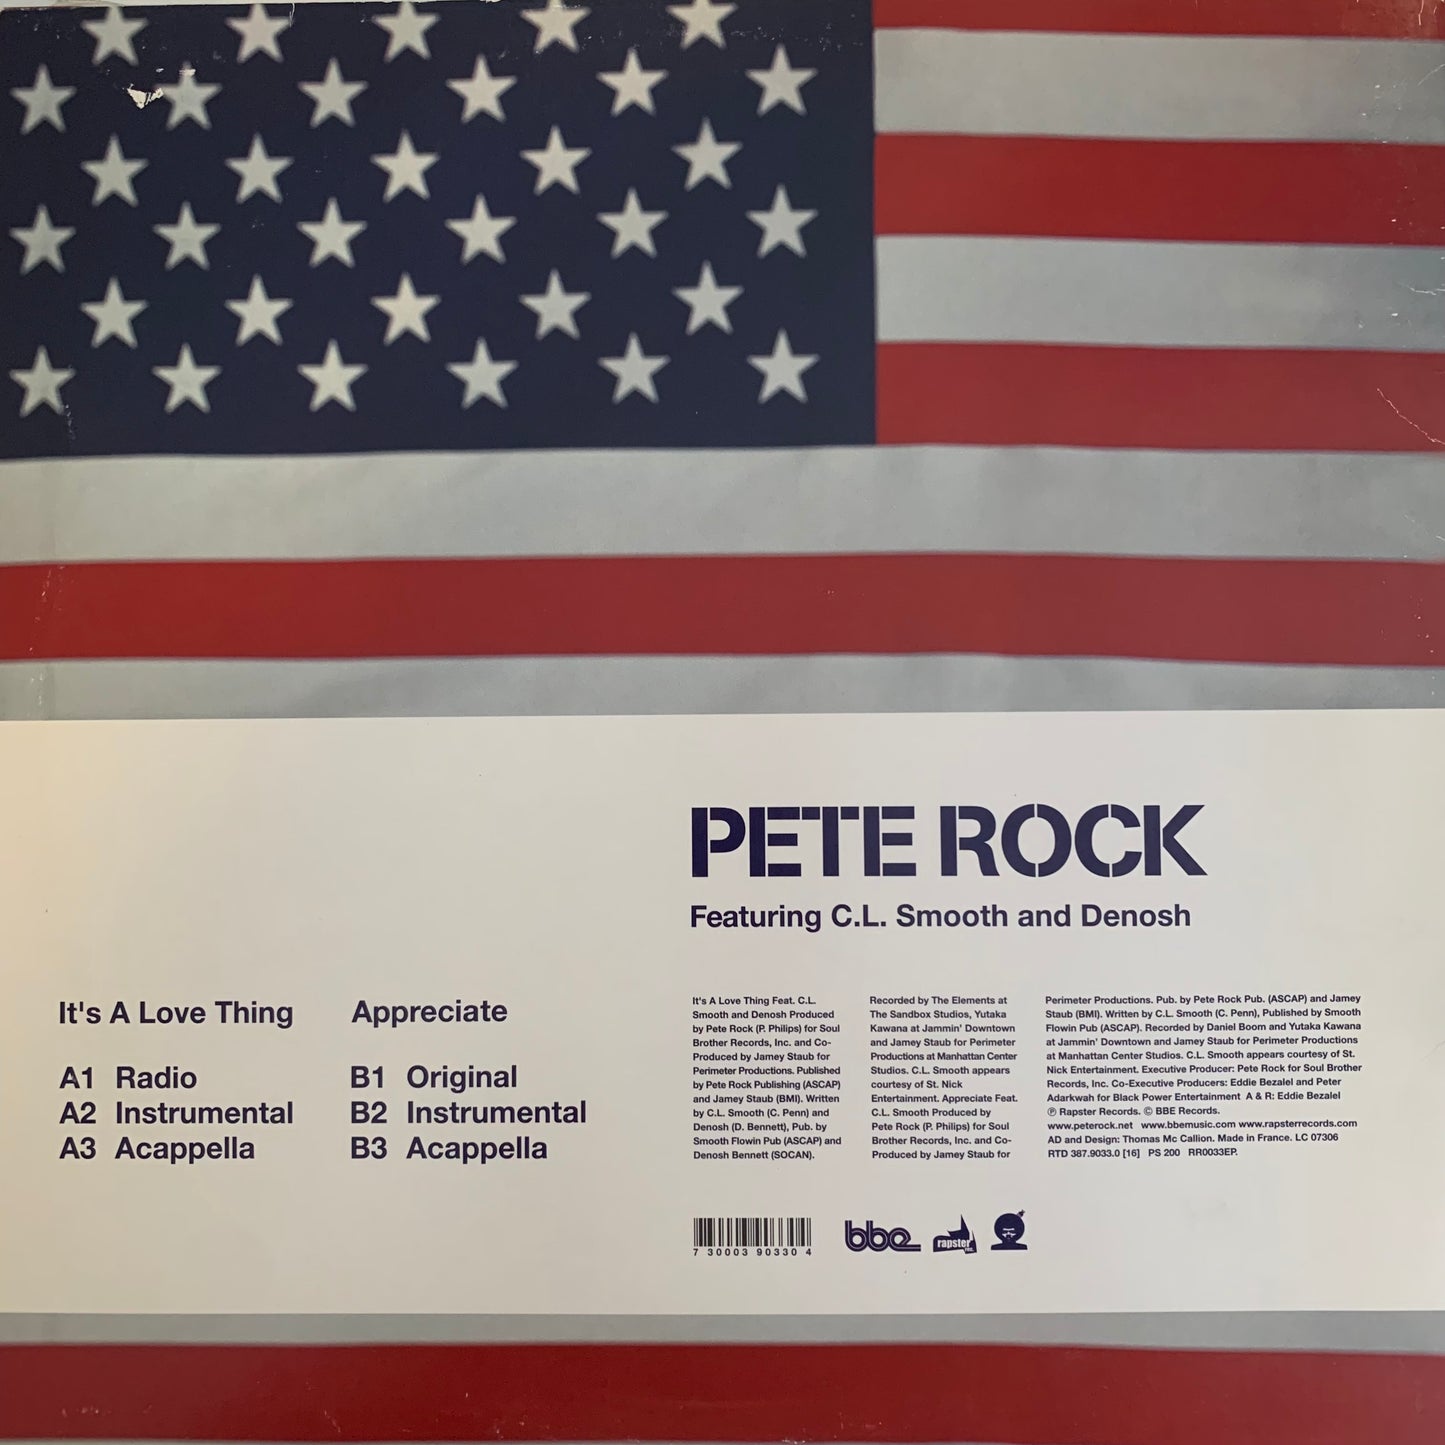 PETE ROCK
Featuring C.L. Smooth and Denosh
It's A Love Thing
A1 Radio
A2 Instrumental
A3 Acappella
Appreciate
B1 Original
B2 Instrumental
B3 Acappella
It's A Love Thing Feat. C.L.
Smooth and Denosh Produced
by Pete Rock (P. Philips) for Soul
Brother Records, Inc. and Co-
Produced by Jamey Staub for
Perimeter Productions. Published
by Pete Rock Publishing (ASCAP)
and Jamey Staub (BMI). Written
by C.L. Smooth (C. Penn) and
Denosh (D. Bennett), Pub. by
Smooth Flowin Pub (ASCAP) and
Denosh Bennett (SOCAN).
Recorded by The Elements at
The Sandbox Studios, Yutaka
Kawana at Jammin' Downtown
and Jamey Staub for Perimeter
Productions at Manhattan Center
Studios. C.L. Smooth appears
courtesy of St. Nick
Entertainment. Appreciate Feat.
C.L. Smooth Produced by
Pete Rock (P. Philips) for Soul
Brother Records, Inc. and Co-
Produced by Jamey Staub for
Perimeter Productions. Pub. by Pete Rock Pub. (ASCAP) and Jamey
Staub (BMI). Written by C.L. Smooth (C. Penn), Published by Smooth
Flowin Pub (ASCAP). Recorded by Daniel Boom and Yutaka Kawana
at Jammin' Downtown and Jamey Staub for Perimeter Productions
at Manhattan Center Studios. C.L. Smooth appears courtesy of St.
Nick Entertainment. Executive Producer: Pete Rock for Soul Brother
Records, Inc. Co-Executive Producers: Eddie Bezalel and Peter
Adarkwah for Black Power Entertainment A & R: Eddie Bezalel
℗ Rapster Records. © BBE Records.
www.peterock.net www.bbemusic.com www.rapsterrecords.com
AD and Design: Thomas Mc Callion. Made in France. LC 07306
RTD 387.9033.0 [16] PS 200 RR0033EP.
7 30003 90330 4
bbe
rapster
rec.